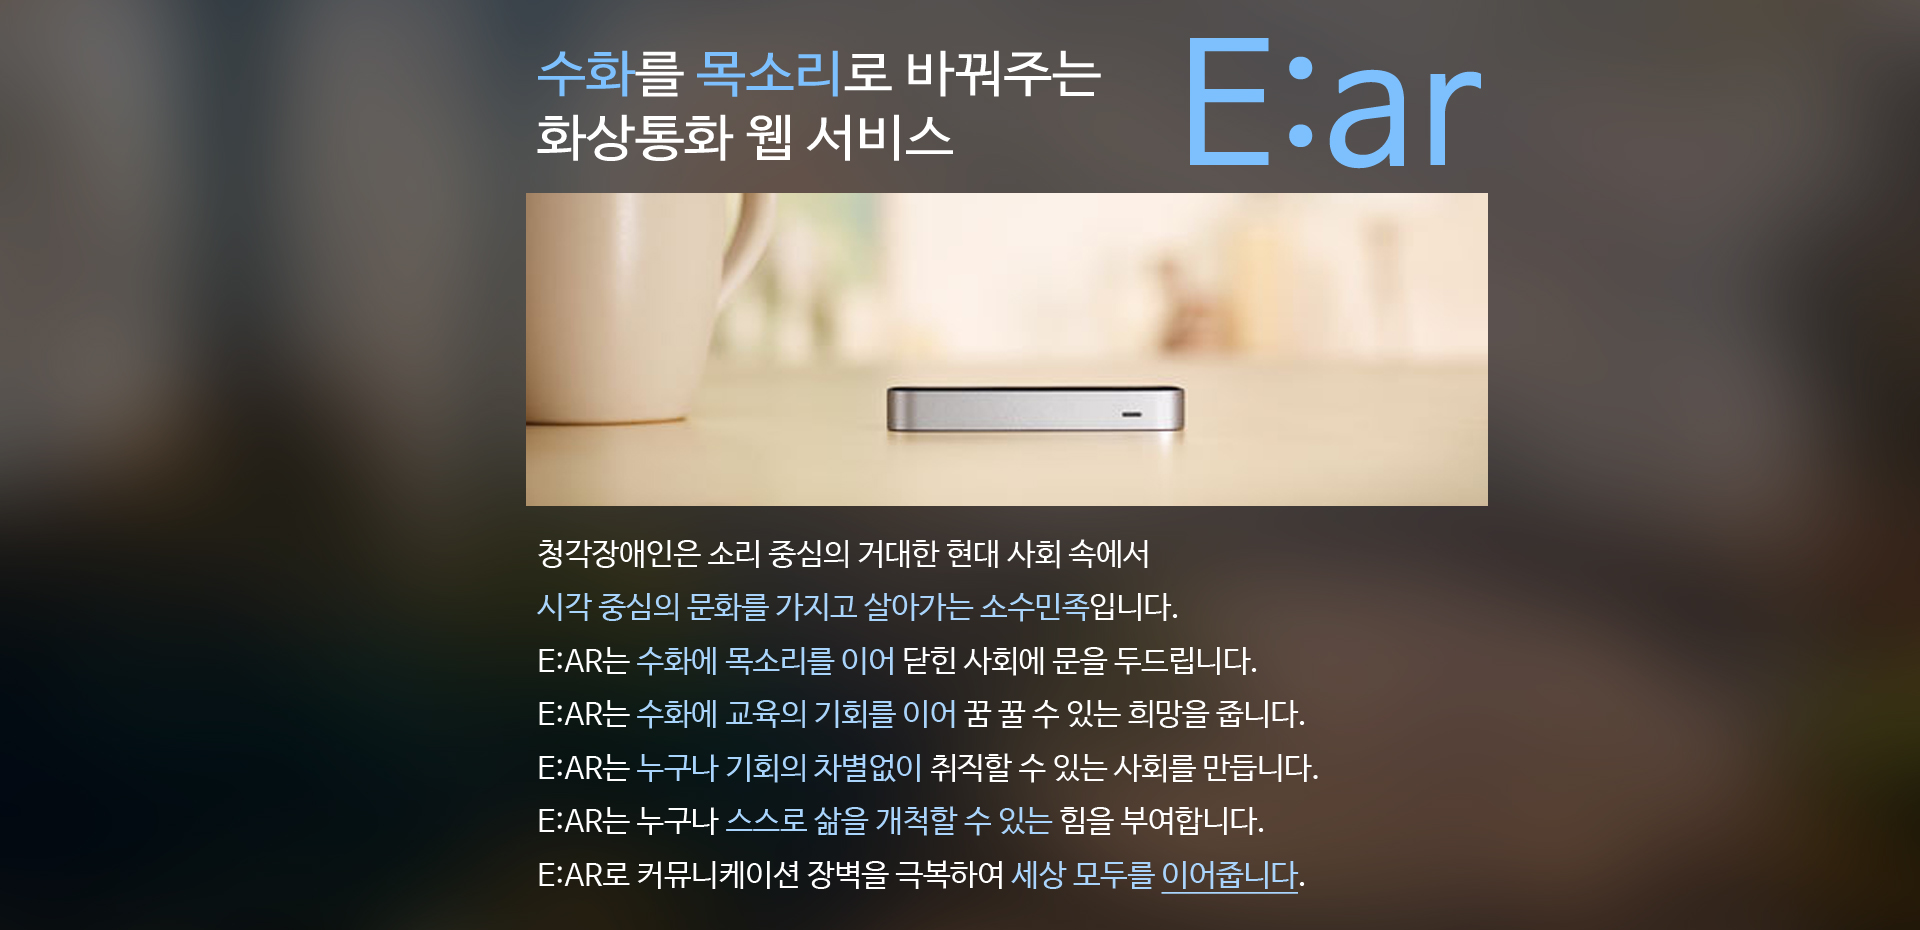 수화를 목소리로 바꿔주는
화상통화 웹 서비스
E:ar
청각장애인은 소리 중심의 거대한 현대 사회 속에서
시각 중심의 문화를 가지고 살아가는 소수민족입니다.
E:AR는 수화에 목소리를 이어 닫힌 사회에 문을 두드립니다.
E:AR는 수화에 교육의 기회를 이어 꿈 꿀 수 있는 희망을 줍니다.
E:AR는 누구나 기회의 차별없이 취직할 수 있는 사회를 만듭니다.
E:AR는 누구나 스스로 삶을 개척할 수 있는 힘을 부여합니다.
E:AR로 커뮤니케이션 장벽을 극복하여 세상 모두를 이어줍니다.